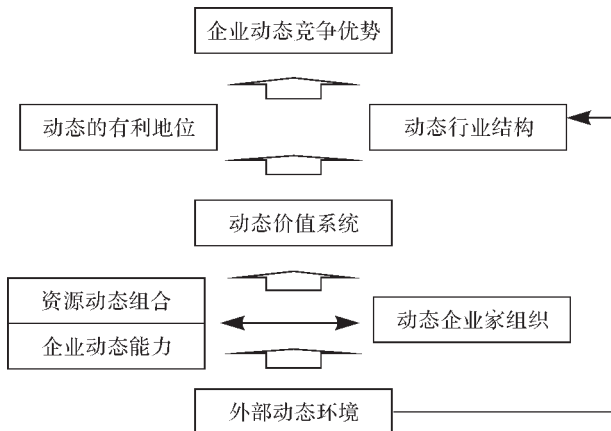 企业动态竞争优势
动态的有利地位
动态行业结构
动态价值系统
资源动态组合
企业动态能力
动态企业家组织
外部动态环境